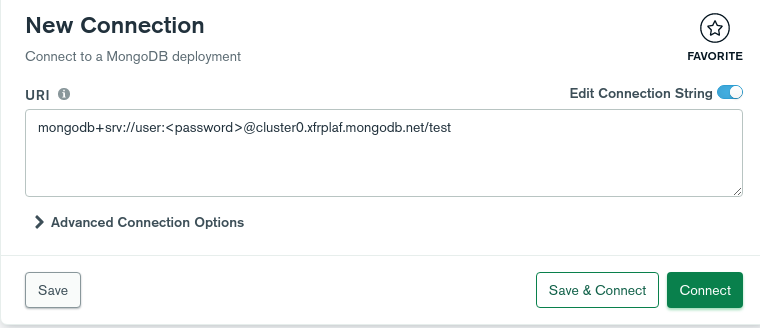 New Connection
Connect to a MongoDB deployment
FAVORITE
URI
Edit Connection String
mongodb+srv://user:<password>@cluster0.xfrplaf.mongodb.net/test
Advanced Connection Options
Save
Save & Connect
Connect